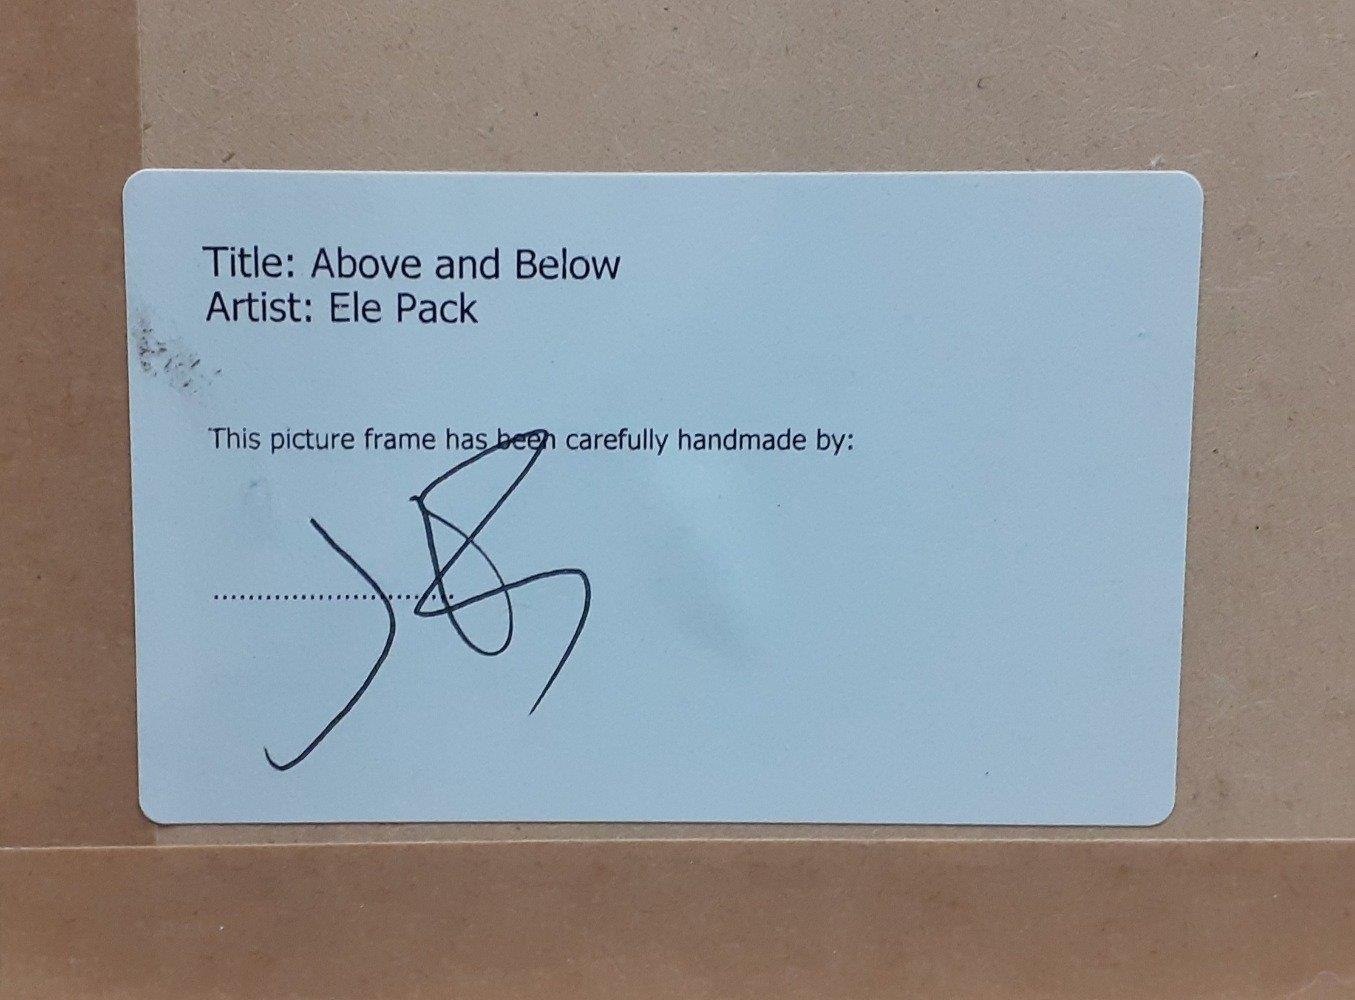 Title: Above and Below
Artist: Ele Pack
This picture frame has been carefully handmade by: